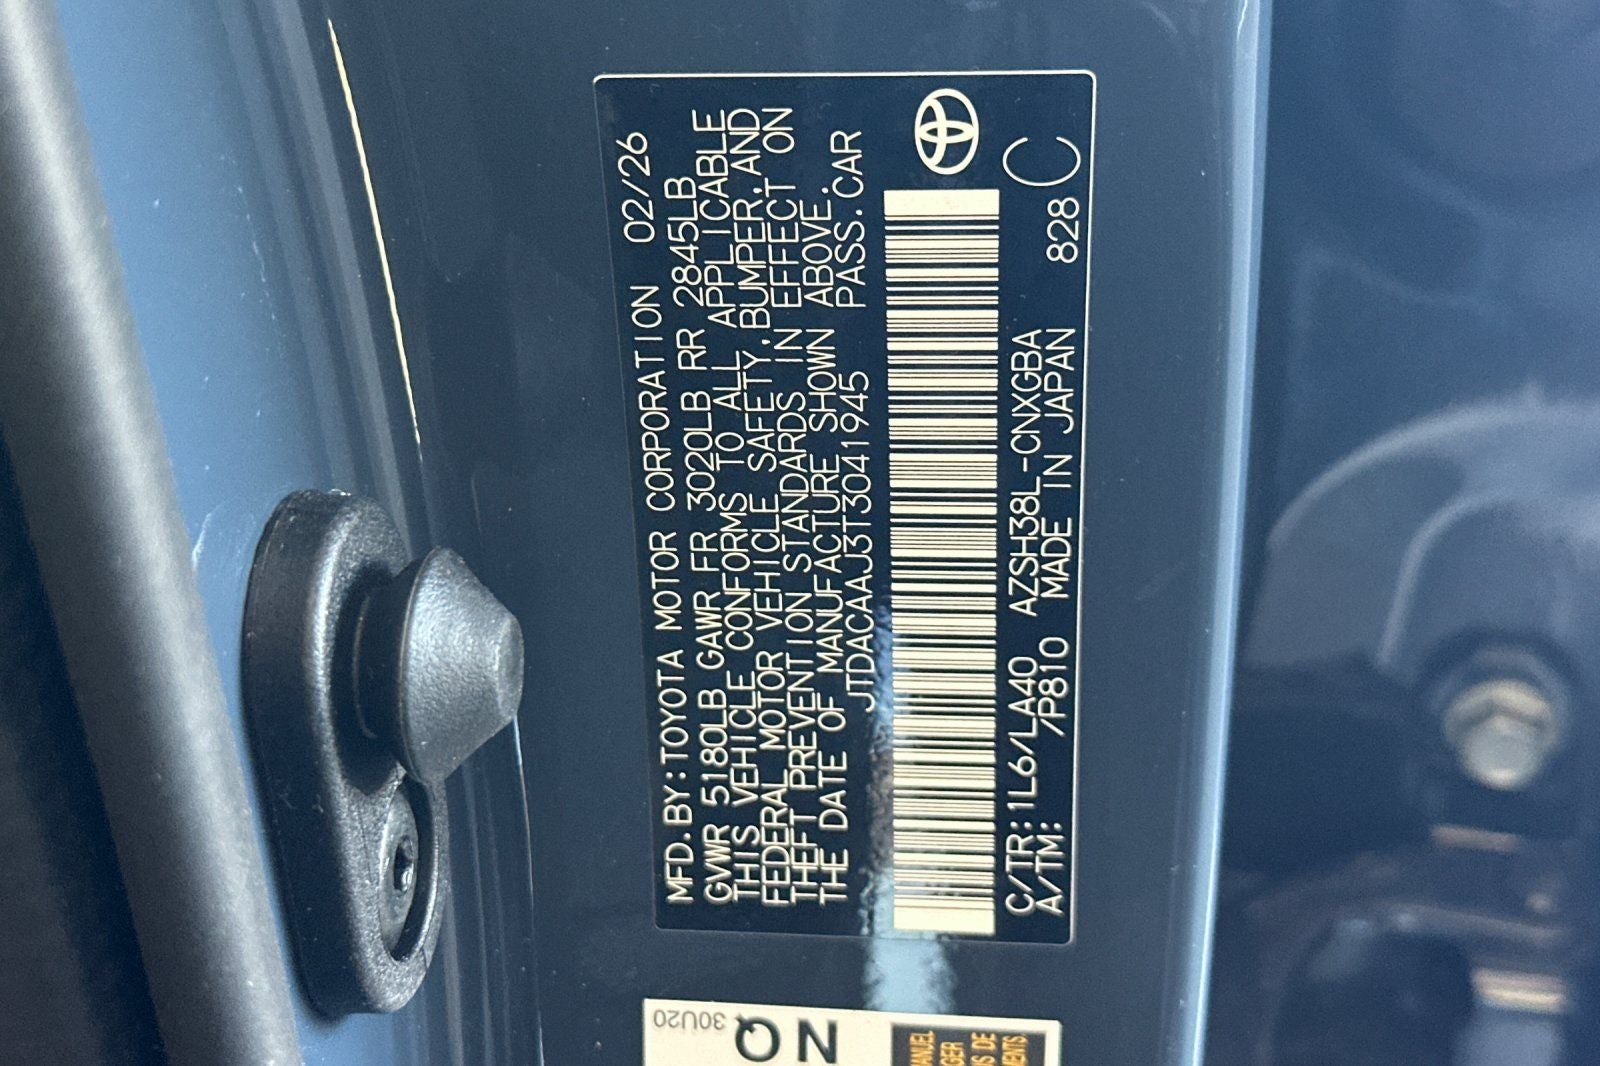 MFD.BY:TOYOTA MOTOR CORPORATION 02/26
GVWR 5180LB GAWR FR 3020LB RR 2845LB
THIS VEHICLE CONFORMS TO ALL APPLICABLE
FEDERAL MOTOR VEHICLE SAFETY,BUMPER,AND
THEFT PREVENTION STANDARDS IN EFFECT ON
THE DATE OF MANUFACTURE SHOWN ABOVE.
JTDACAAJ3T3041945 PASS.CAR
C/TR:1L6/LA40 AZSH38L-CNXGBA 828 C
A/TM: /P810 MADE IN JAPAN
30U20
NQ